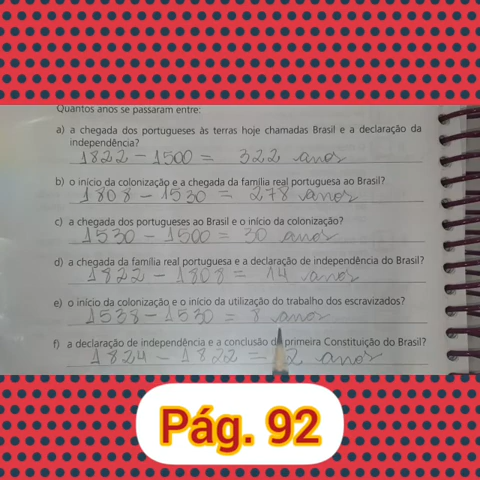 Quantos anos se passaram entre:
a) a chegada dos portugueses às terras hoje chamadas Brasil e a declaração da
independência?
1822 - 1500 = 322 anos
b) o início da colonização e a chegada da família real portuguesa ao Brasil?
1808 - 1530 = 278 anos
c) a chegada dos portugueses ao Brasil e o início da colonização?
1530 - 1500 = 30 anos
d) a chegada da família real portuguesa e a declaração de independência do Brasil?
1822 - 1808 = 14 anos
e) o início da colonização e o início da utilização do trabalho dos escravizados?
1538 - 1530 = 8 anos
f) a declaração de independência e a conclusão da primeira Constituição do Brasil?
1824 - 1822 = 2 anos
Pág. 92